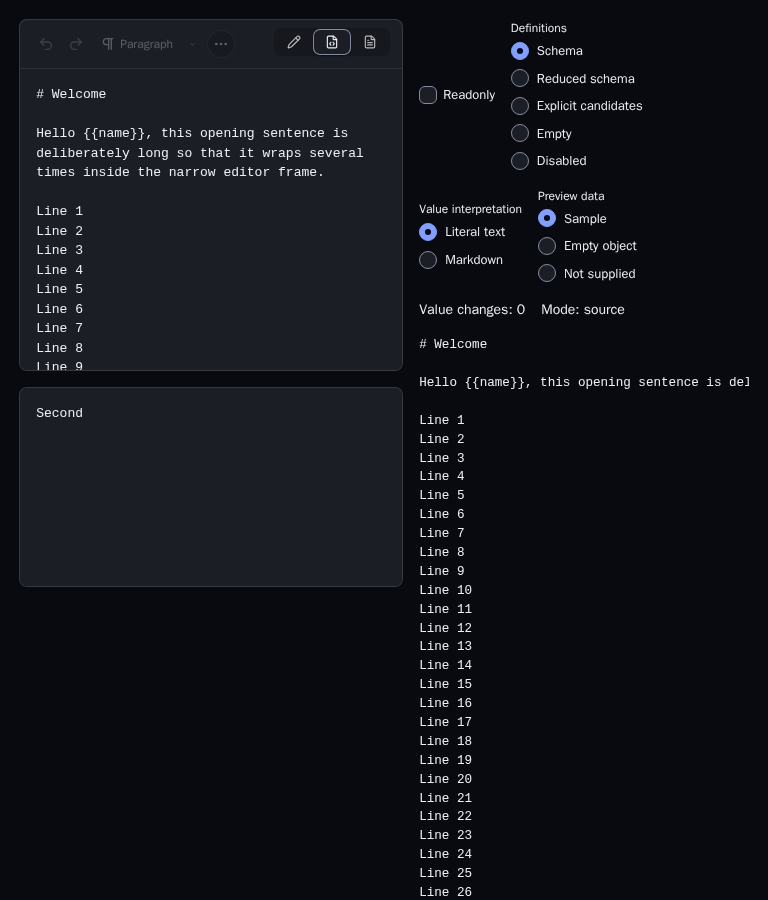 Paragraph
# Welcome
Hello {{name}}, this opening sentence is
deliberately long so that it wraps several
times inside the narrow editor frame.
Line 1
Line 2
Line 3
Line 4
Line 5
Line 6
Line 7
Line 8
Line 9
Second
Readonly
Definitions
Schema
Reduced schema
Explicit candidates
Empty
Disabled
Value interpretation
Literal text
Markdown
Preview data
Sample
Empty object
Not supplied
Value changes: 0 Mode: source
# Welcome
Hello {{name}}, this opening sentence is del
Line 1
Line 2
Line 3
Line 4
Line 5
Line 6
Line 7
Line 8
Line 9
Line 10
Line 11
Line 12
Line 13
Line 14
Line 15
Line 16
Line 17
Line 18
Line 19
Line 20
Line 21
Line 22
Line 23
Line 24
Line 25
Line 26